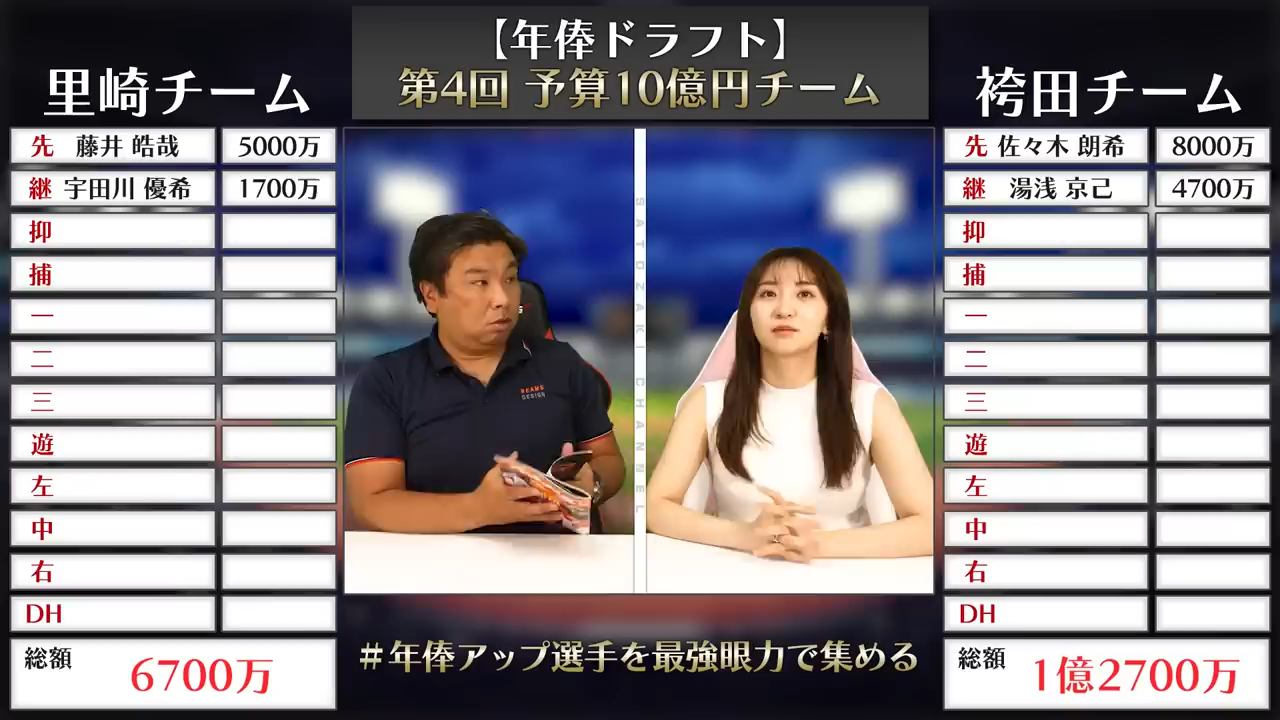 【年俸ドラフト】
第4回 予算10億円チーム
里崎チーム
先 藤井 皓哉 5000万
継 宇田川 優希 1700万
抑
捕
一
二
三
遊
左
中
右
DH
総額 6700万
SATOZAKI CHANNEL
BEAMS
DESIGN
袴田チーム
先 佐々木 朗希 8000万
継 湯浅 京己 4700万
抑
捕
一
二
三
遊
左
中
右
DH
総額 1億2700万
#年俸アップ選手を最強眼力で集める